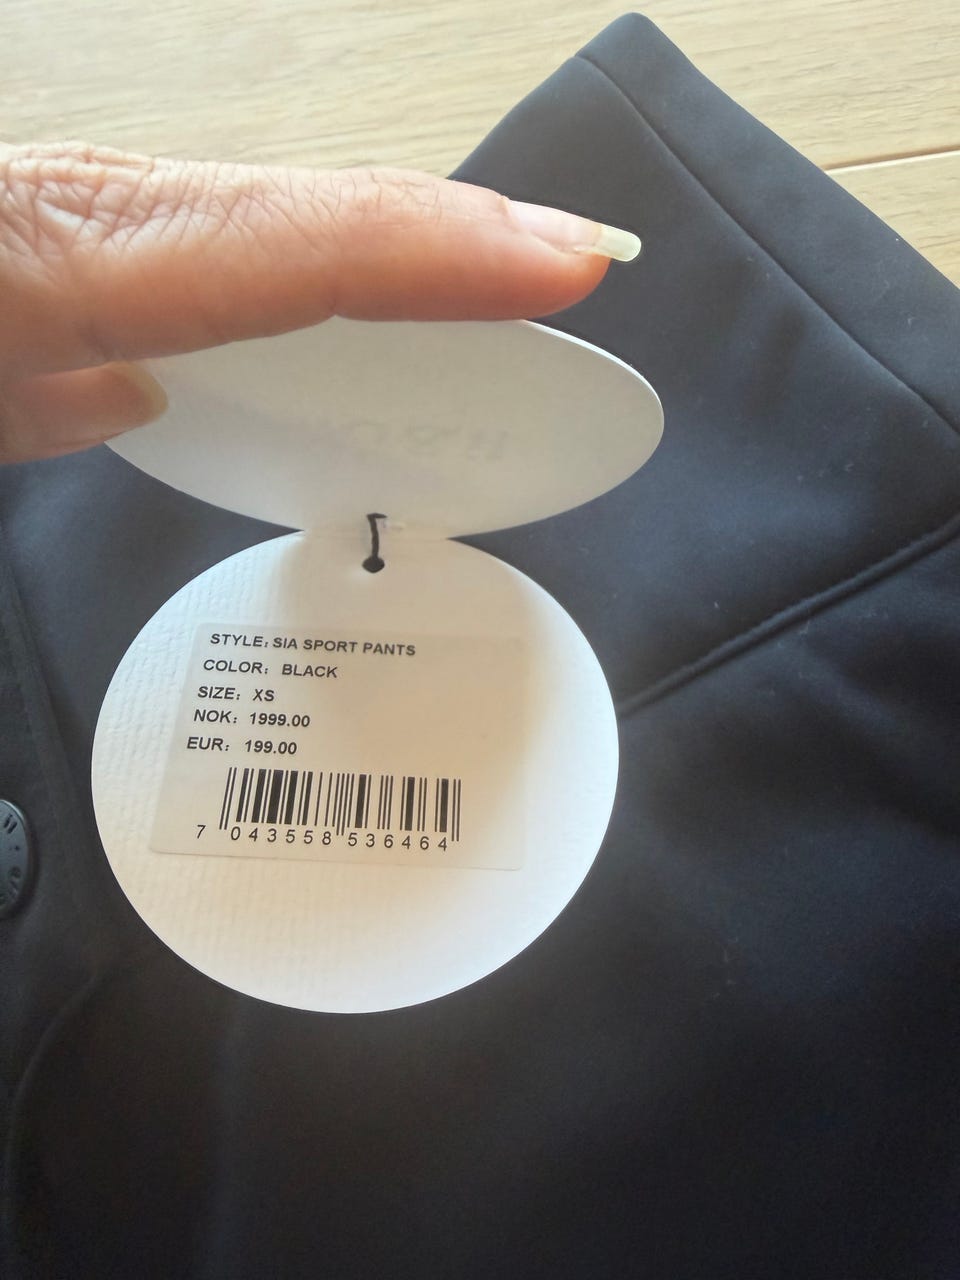 STYLE: SIA SPORT PANTS
COLOR: BLACK
SIZE: XS
NOK: 1999.00
EUR: 199.00
7 043558 536464